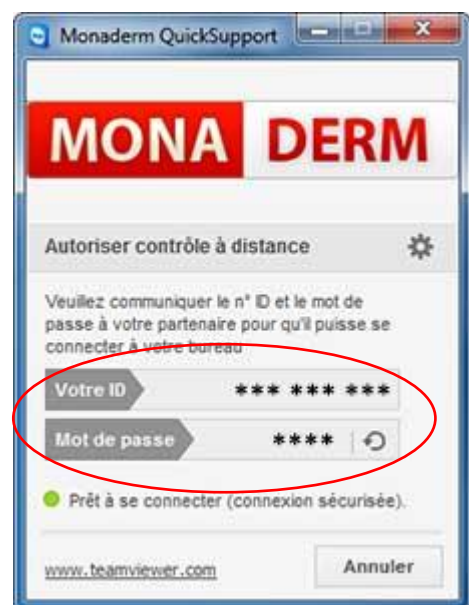 Monaderm QuickSupport
MONA DERM
Autoriser contrôle à distance
Veuillez communiquer le n° ID et le mot de
passe à votre partenaire pour qu'il puisse se
connecter à votre bureau
Votre ID *** *** ***
Mot de passe ****
Prêt à se connecter (connexion sécurisée).
www.teamviewer.com Annuler